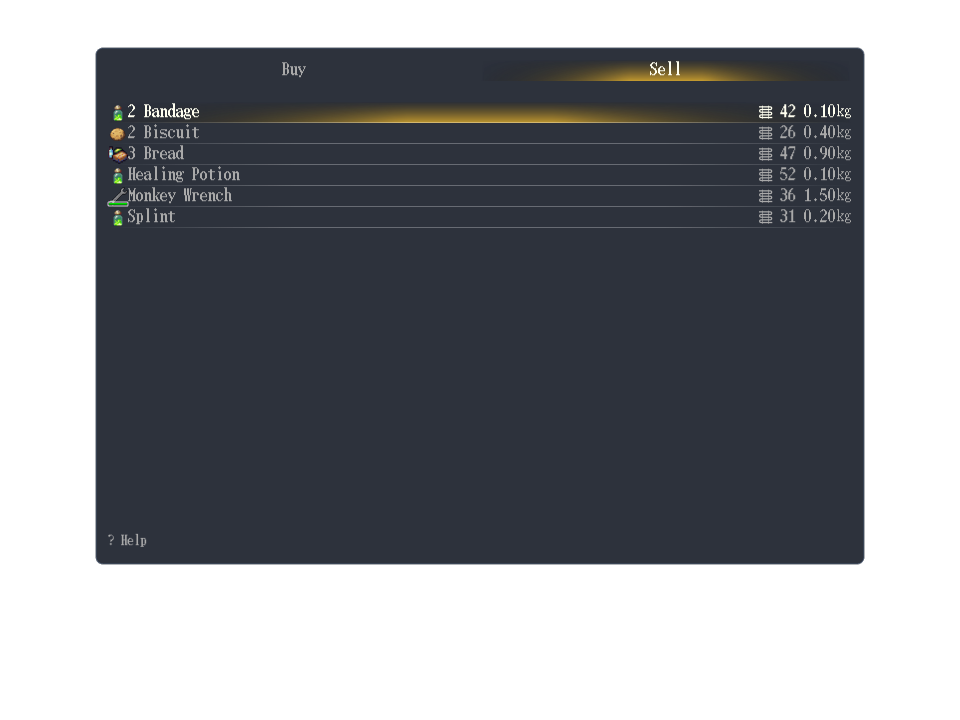 Buy Sell
2 Bandage 42 0.10kg
2 Biscuit 26 0.40kg
3 Bread 47 0.90kg
Healing Potion 52 0.10kg
Monkey Wrench 36 1.50kg
Splint 31 0.20kg
? Help